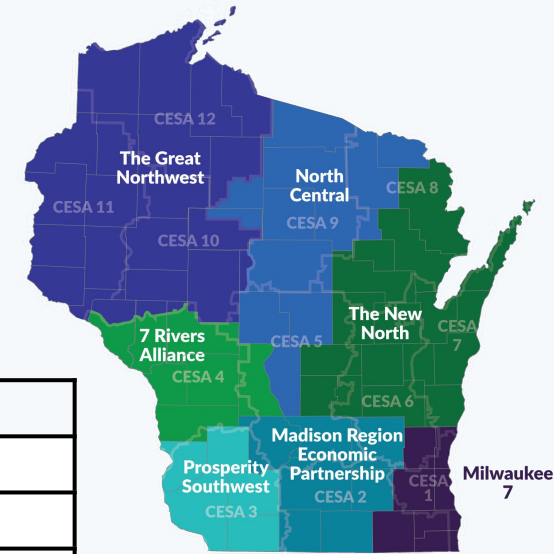 CESA 12
The Great
Northwest
North
Central
CESA 8
CESA 11
CESA 9
CESA 10
The New
North
CESA
7
7 Rivers
Alliance
CESA 5
CESA 4
CESA 6
Madison Region
Economic
Partnership
Prosperity
Southwest
CESA 2
CESA
1
Milwaukee
7
CESA 3